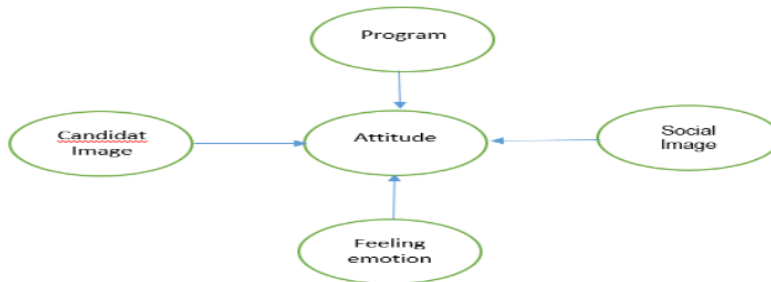 Program
Candidat
Image
Attitude
Social
Image
Feeling
emotion